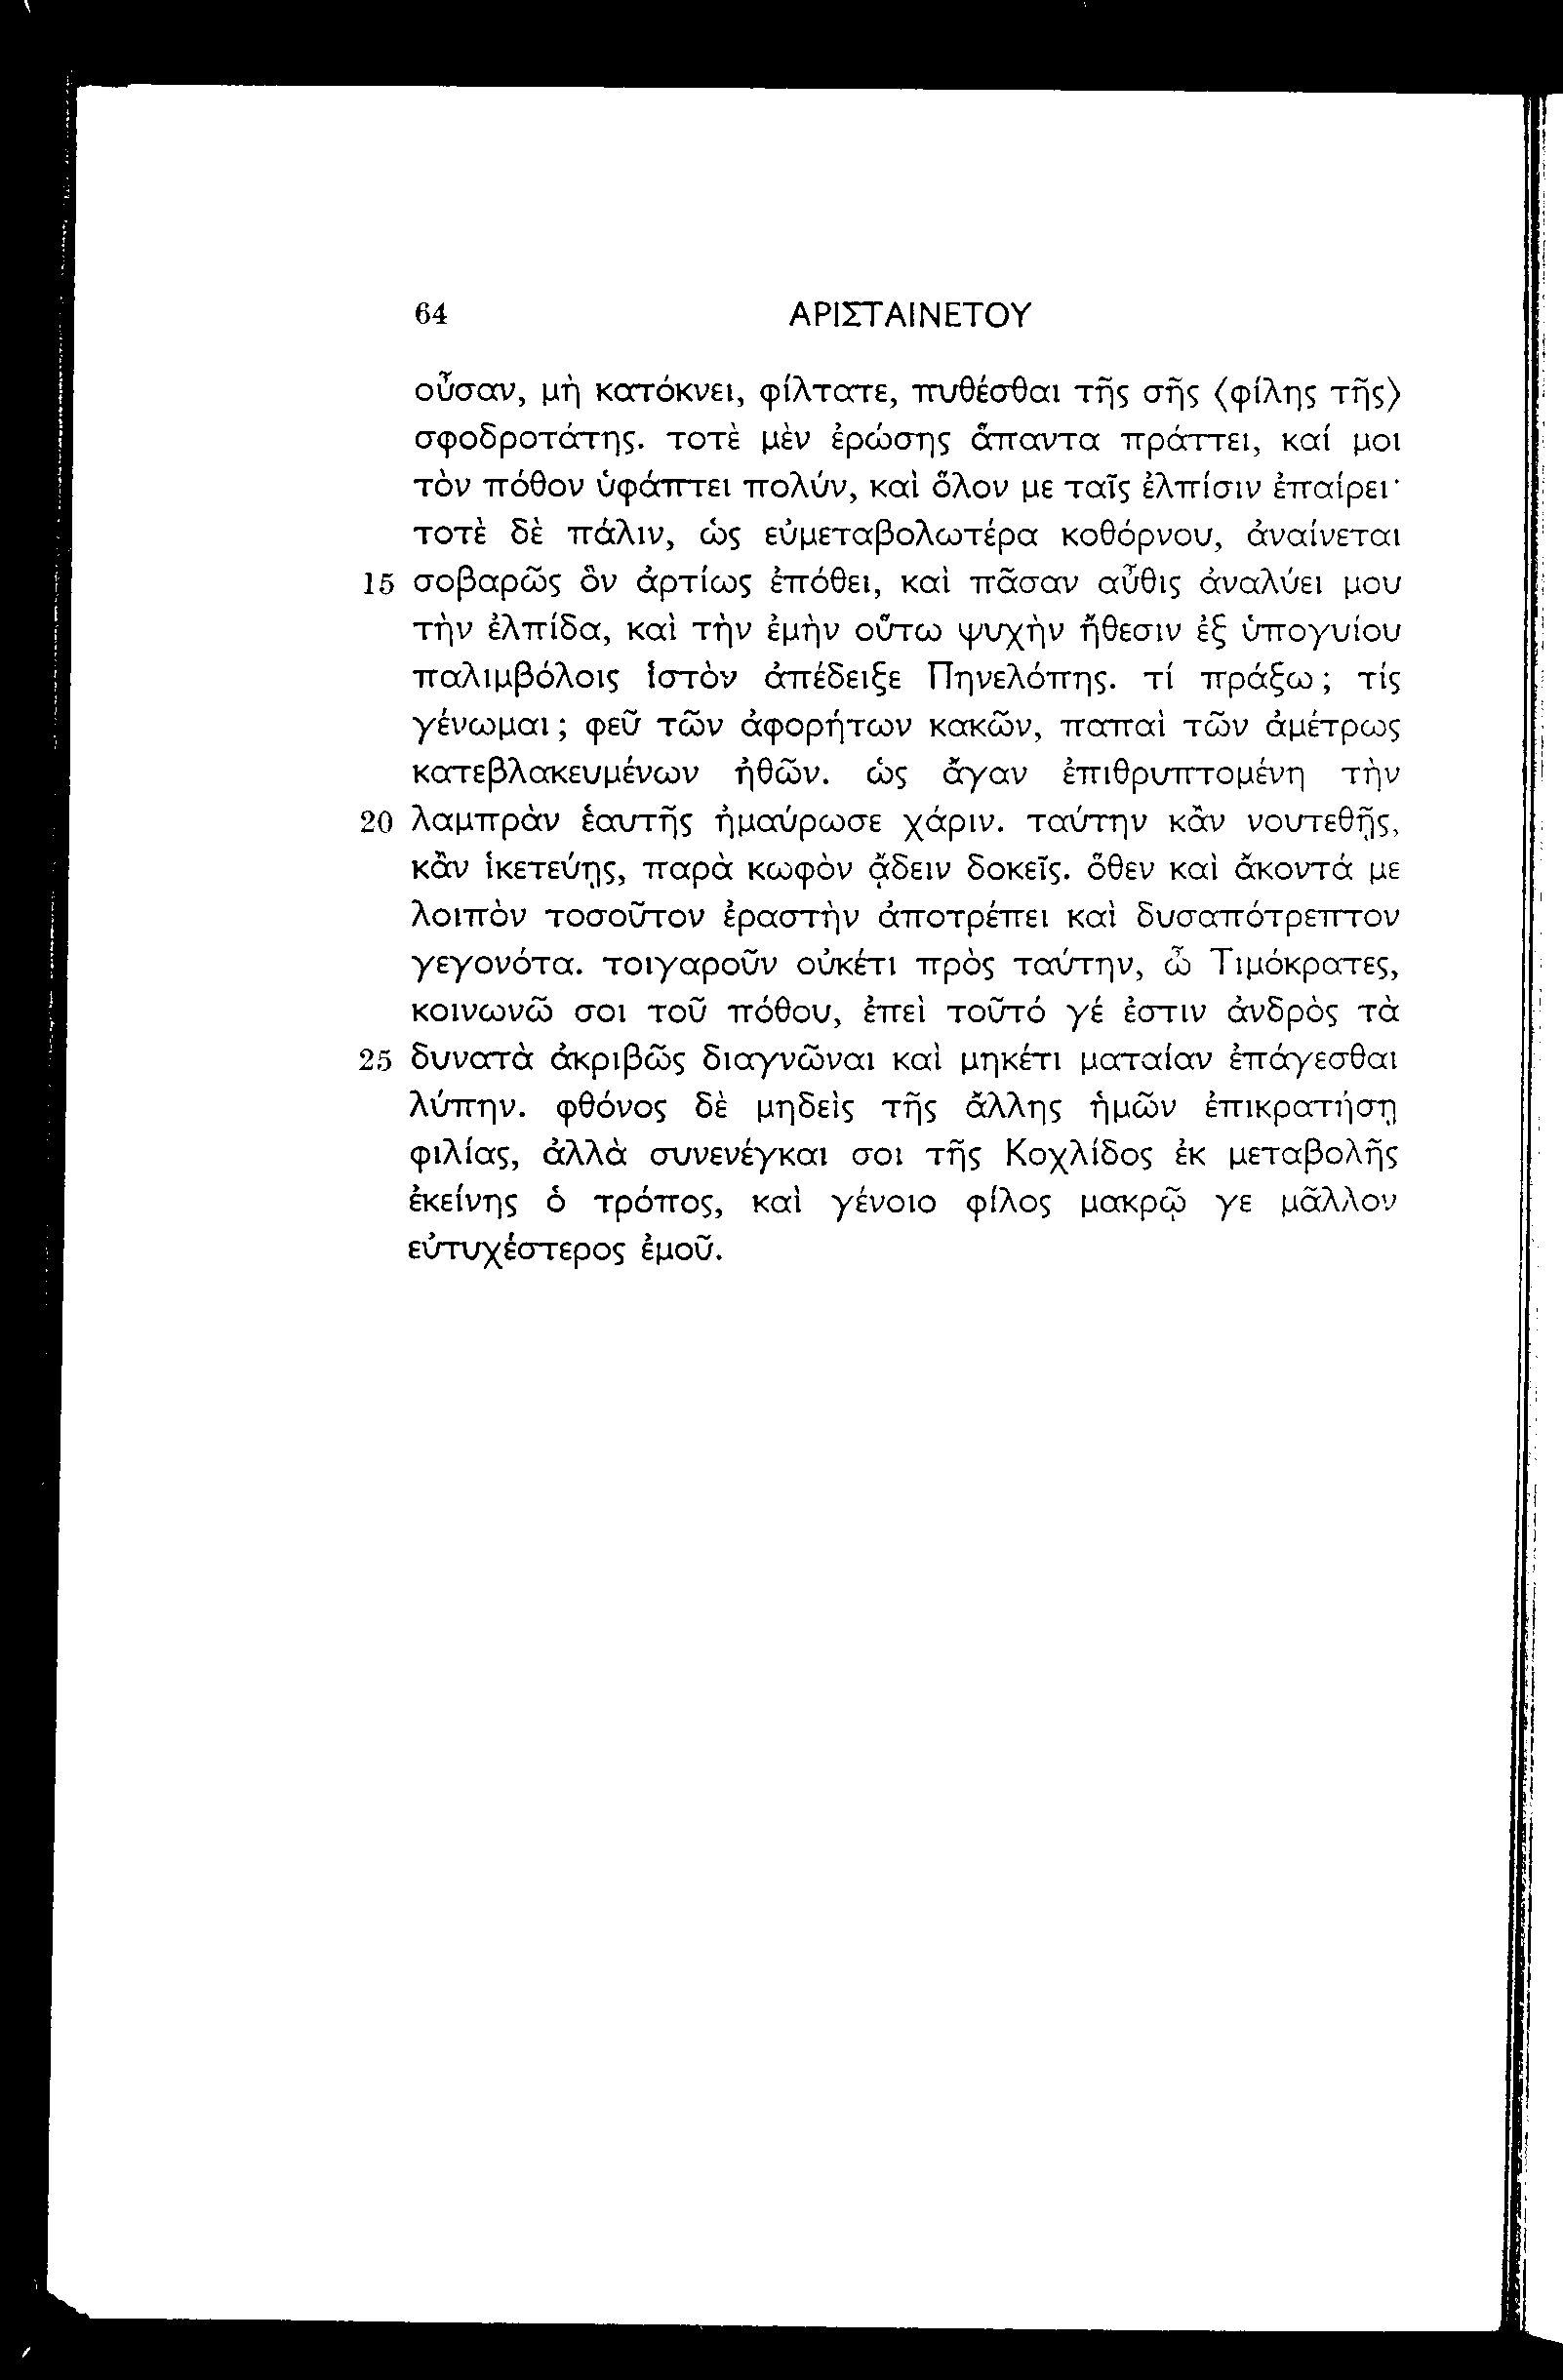 64 ΑΡΙΣΤΑΙΝΕΤΟΥ
οὖσαν, μὴ κατόκνει, φίλτατε, πυθέσθαι τῆς σῆς ⟨φίλης τῆς⟩
σφοδροτάτης. τοτὲ μὲν ἐρώσης ἅπαντα πράττει, καί μοι
τὸν πόθον ὑφάπτει πολύν, καὶ ὅλον με ταῖς ἐλπίσιν ἐπαίρει·
τοτὲ δὲ πάλιν, ὡς εὐμεταβολωτέρα κοθόρνου, ἀναίνεται
15 σοβαρῶς ὃν ἀρτίως ἐπόθει, καὶ πᾶσαν αὖθις ἀναλύει μου
τὴν ἐλπίδα, καὶ τὴν ἐμὴν οὕτω ψυχὴν ἤθεσιν ἐξ ὑπογυίου
παλιμβόλοις ἱστὸν ἀπέδειξε Πηνελόπης. τί πράξω; τίς
γένωμαι; φεῦ τῶν ἀφορήτων κακῶν, παπαὶ τῶν ἀμέτρως
κατεβλακευμένων ἠθῶν. ὡς ἄγαν ἐπιθρυπτομένη τὴν
20 λαμπρὰν ἑαυτῆς ἠμαύρωσε χάριν. ταύτην κἂν νουτεθῇς,
κἂν ἱκετεύῃς, παρὰ κωφὸν ᾄδειν δοκεῖς. ὅθεν καὶ ἄκοντά με
λοιπὸν τοσοῦτον ἐραστὴν ἀποτρέπει καὶ δυσαπότρεπτον
γεγονότα. τοιγαροῦν οὐκέτι πρὸς ταύτην, ὦ Τιμόκρατες,
κοινωνῶ σοι τοῦ πόθου, ἐπεὶ τοῦτό γέ ἐστιν ἀνδρὸς τὰ
25 δυνατὰ ἀκριβῶς διαγνῶναι καὶ μηκέτι ματαίαν ἐπάγεσθαι
λύπην. φθόνος δὲ μηδεὶς τῆς ἄλλης ἡμῶν ἐπικρατήσῃ
φιλίας, ἀλλὰ συνενέγκαι σοι τῆς Κοχλίδος ἐκ μεταβολῆς
ἐκείνης ὁ τρόπος, καὶ γένοιο φίλος μακρῷ γε μᾶλλον
εὐτυχέστερος ἐμοῦ.